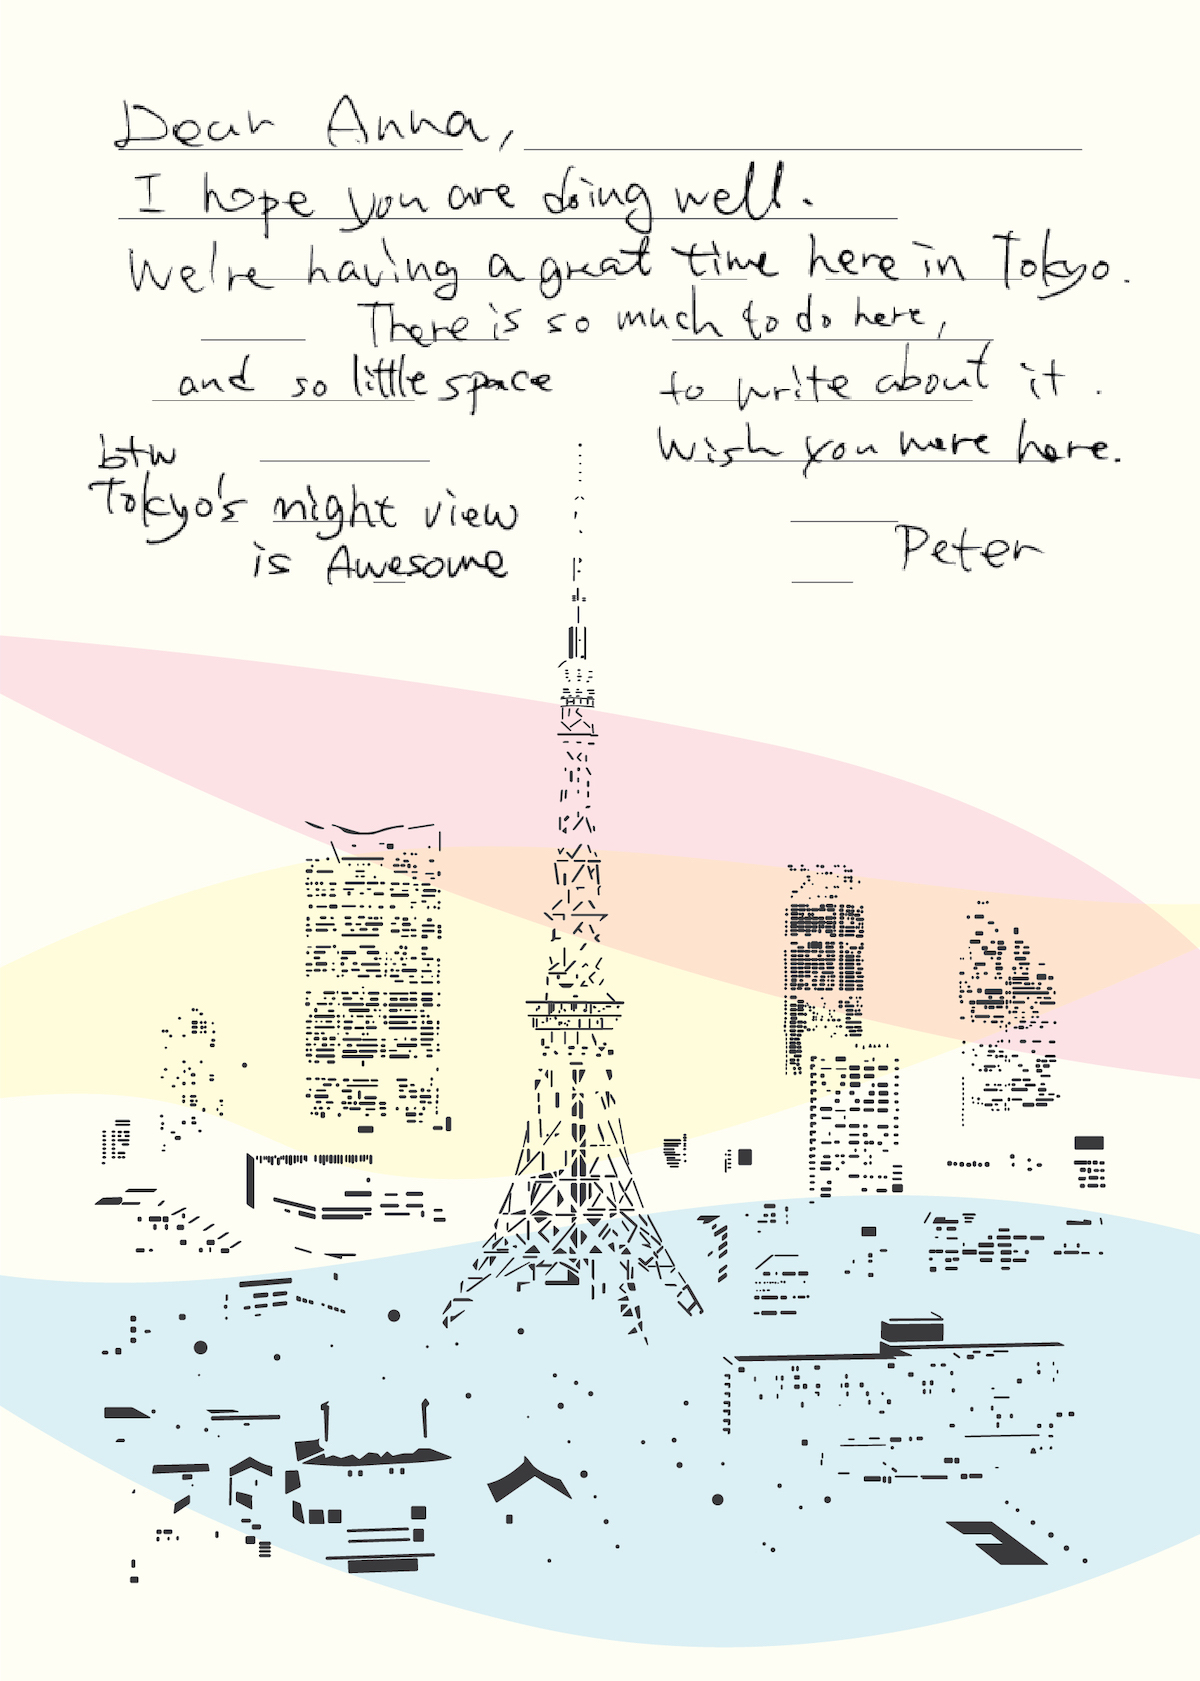 Dear Anna,
I hope you are doing well.
We're having a great time here in Tokyo.
There is so much to do here,
and so little space to write about it.
Wish you were here.
Peter
btw
Tokyo's night view
is Awesome